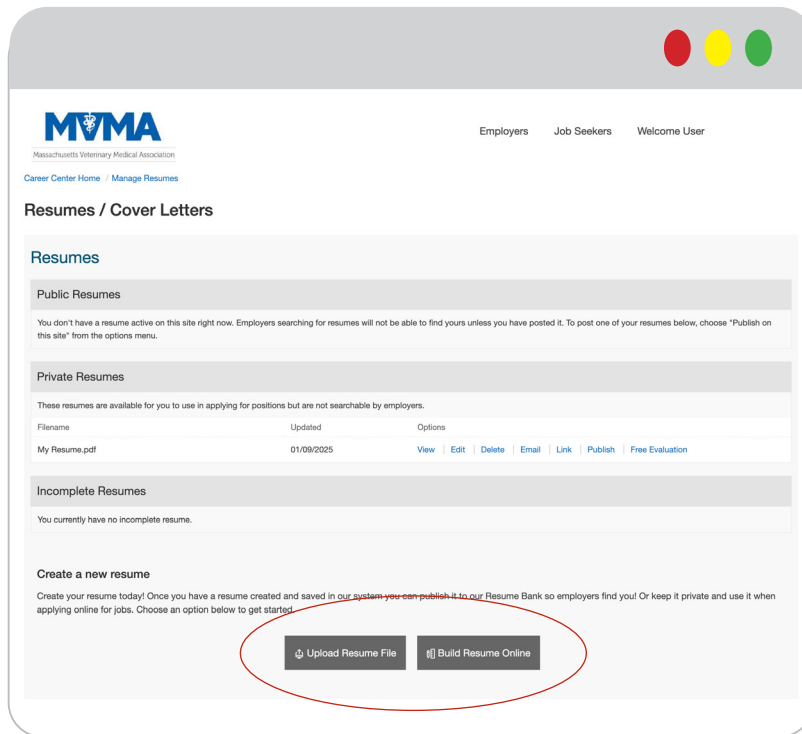 MVMA
Massachusetts Veterinary Medical Association
Employers Job Seekers Welcome User
Career Center Home / Manage Resumes
Resumes / Cover Letters
Resumes
Public Resumes
You don't have a resume active on this site right now. Employers searching for resumes will not be able to find yours unless you have posted it. To post one of your resumes below, choose "Publish on
this site" from the options menu.
Private Resumes
These resumes are available for you to use in applying for positions but are not searchable by employers.
Filename Updated Options
My Resume.pdf 01/09/2025 View | Edit | Delete | Email | Link | Publish | Free Evaluation
Incomplete Resumes
You currently have no incomplete resume.
Create a new resume
Create your resume today! Once you have a resume created and saved in our system you can publish it to our Resume Bank so employers find you! Or keep it private and use it when
applying online for jobs. Choose an option below to get started.
Upload Resume File Build Resume Online